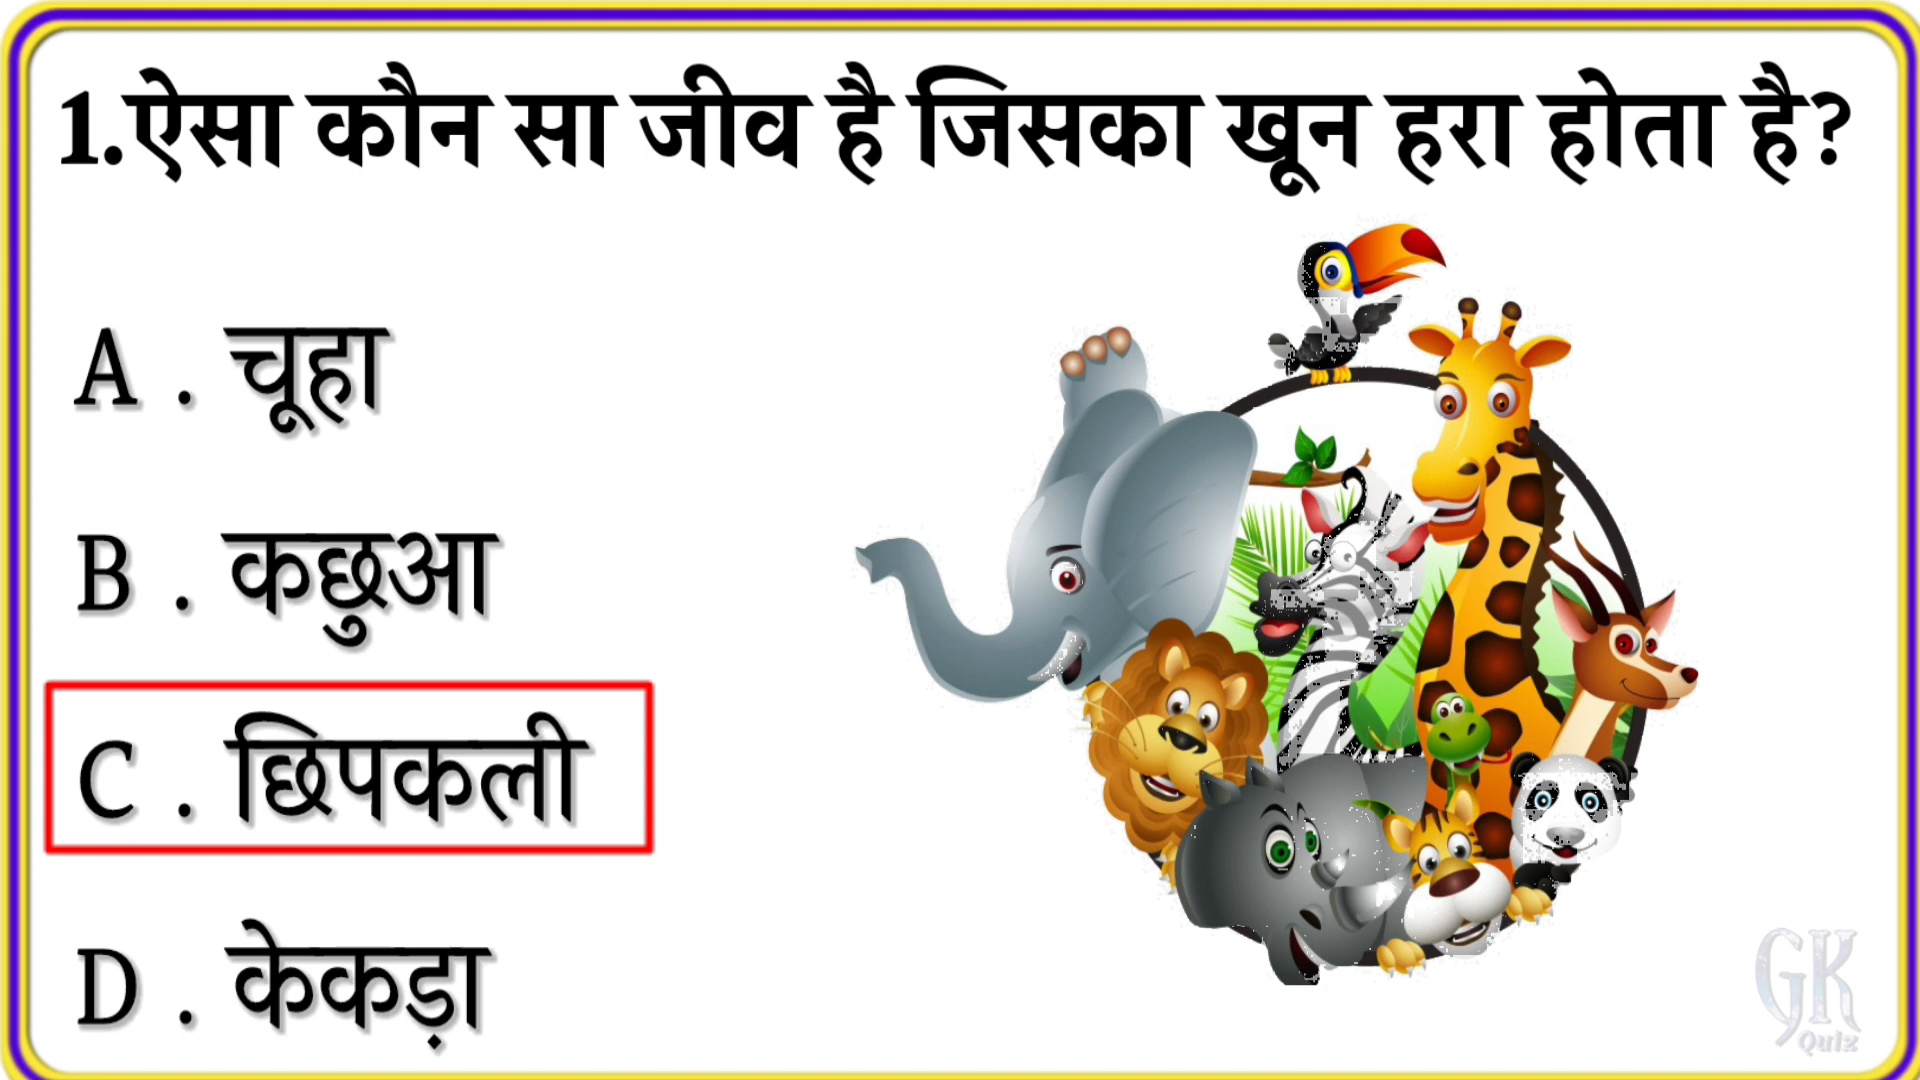 1.ऐसा कौन सा जीव है जिसका खून हरा होता है?
A . चूहा
B . कछुआ
C . छिपकली
D . केकड़ा
GK
Quiz